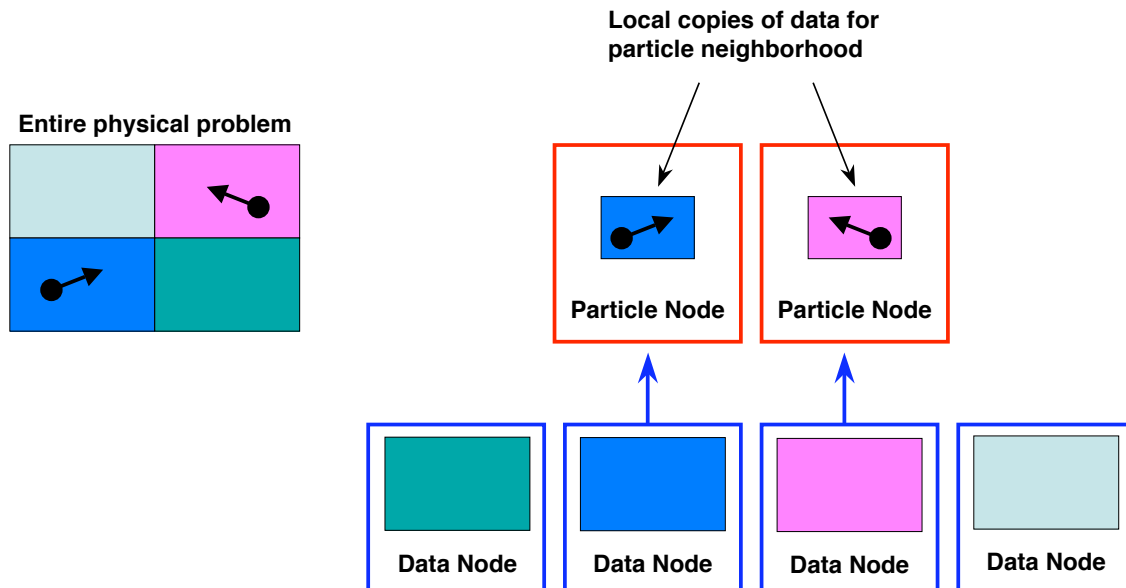 Local copies of data for
particle neighborhood
Entire physical problem
Particle Node
Particle Node
Data Node
Data Node
Data Node
Data Node